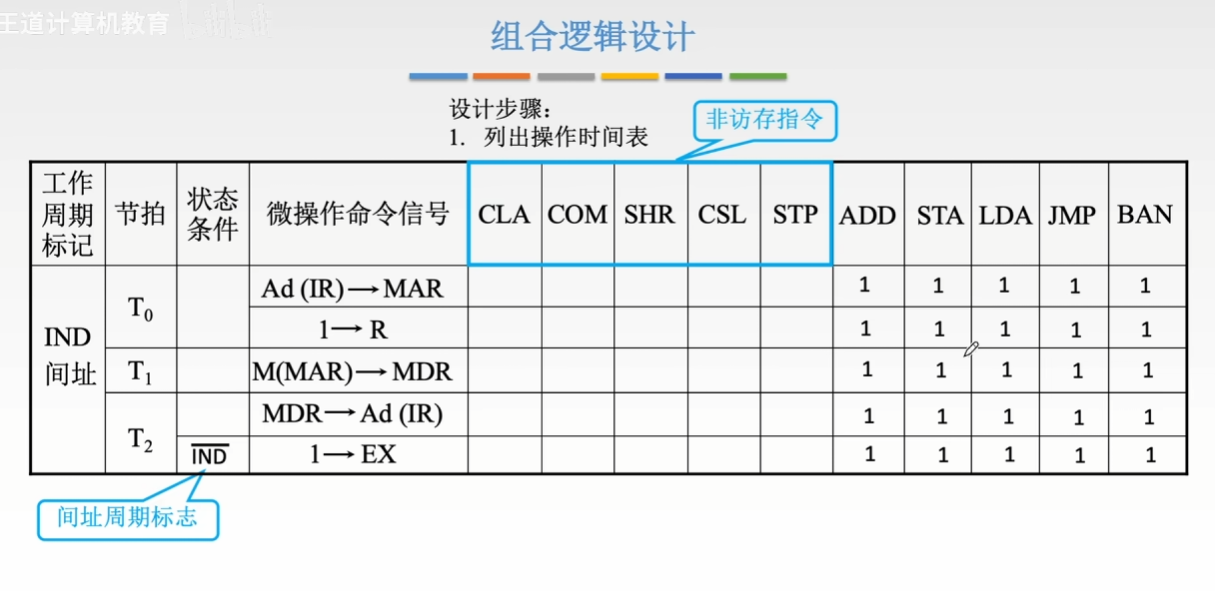 王道计算机教育
组合逻辑设计
设计步骤：
1. 列出操作时间表
非访存指令
工作周期标记 节拍 状态条件 微操作命令信号 CLA COM SHR CSL STP ADD STA LDA JMP BAN
IND 间址 T₀ Ad (IR) → MAR 1 1 1 1 1
1 → R 1 1 1 1 1
T₁ M(MAR) → MDR 1 1 1 1 1
T₂ MDR → Ad (IR) 1 1 1 1 1
I̅N̅D̅ 1 → EX 1 1 1 1 1
间址周期标志